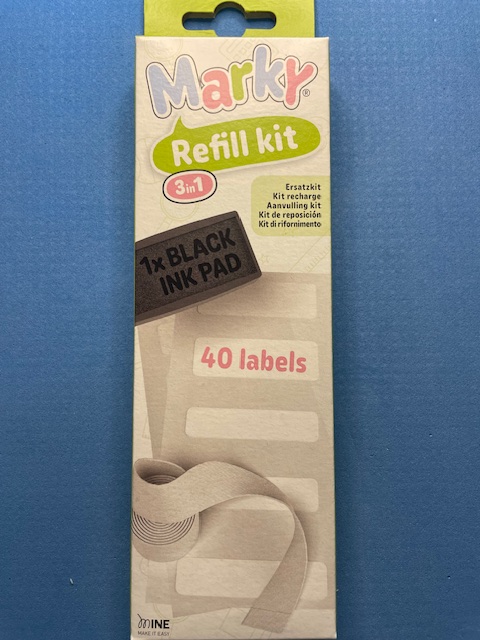 Marky®
Refill kit
3in1
Ersatzkit
Kit recharge
Aanvulling kit
Kit de reposición
Kit di rifornimento
1x BLACK
INK PAD
40 labels
MINE
MAKE IT EASY